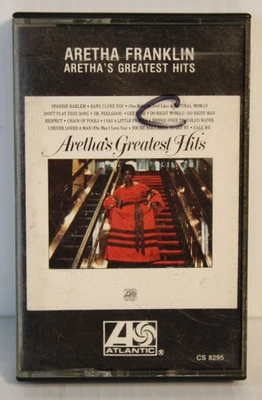 ARETHA FRANKLIN
ARETHA'S GREATEST HITS
SPANISH HARLEM • BABY, I LOVE YOU • (You Make Me Feel Like) A NATURAL WOMAN
DON'T PLAY THAT SONG • DR. FEELGOOD • LET IT BE • DO RIGHT WOMAN - DO RIGHT MAN
RESPECT • CHAIN OF FOOLS • I SAY A LITTLE PRAYER • BRIDGE OVER TROUBLED WATER
I NEVER LOVED A MAN (The Way I Love You) • YOU'RE ALL I NEED TO GET BY • CALL ME
Aretha's Greatest Hits
ATLANTIC ®
CS 8295